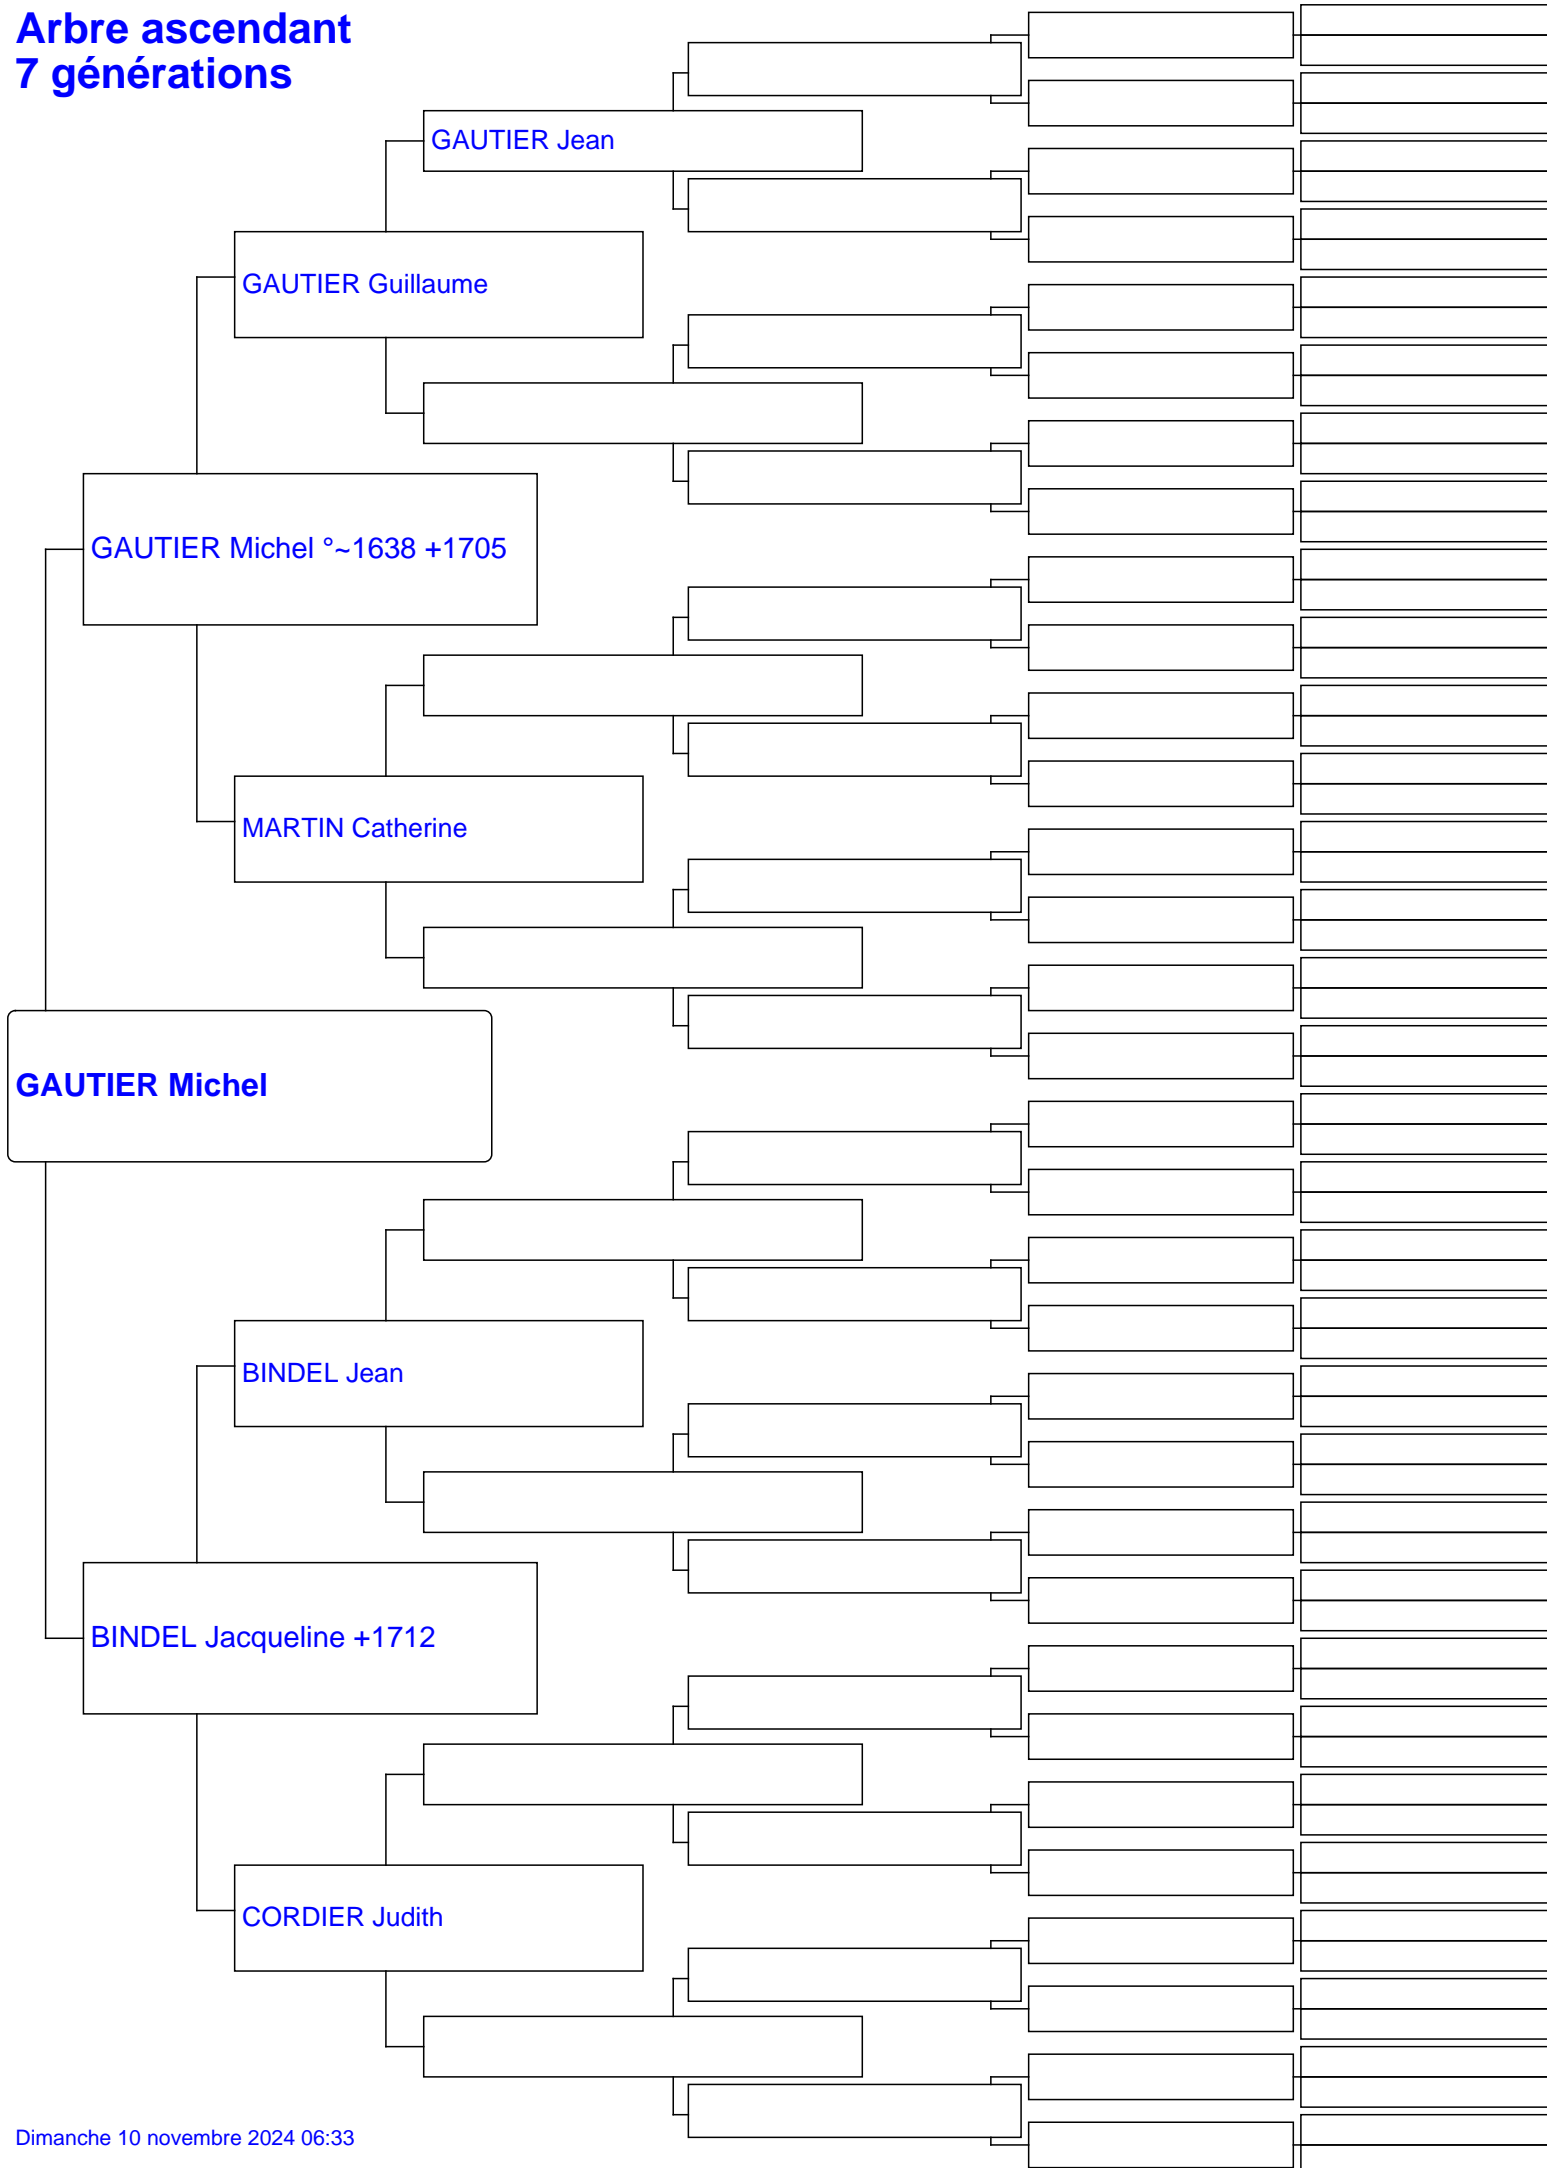 Arbre ascendant
7 générations
GAUTIER Jean
GAUTIER Guillaume
GAUTIER Michel °~1638 +1705
MARTIN Catherine
GAUTIER Michel
BINDEL Jean
BINDEL Jacqueline +1712
CORDIER Judith
Dimanche 10 novembre 2024 06:33